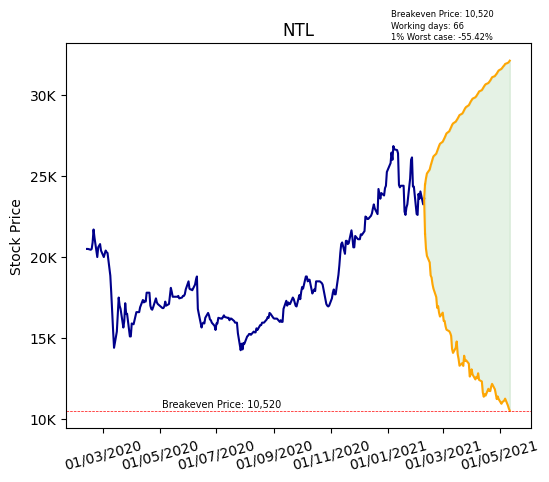 Breakeven Price: 10,520
Working days: 66
1% Worst case: -55.42%
NTL
Stock Price
30K
25K
20K
15K
10K
Breakeven Price: 10,520
01/03/2020
01/05/2020
01/07/2020
01/09/2020
01/11/2020
01/01/2021
01/03/2021
01/05/2021